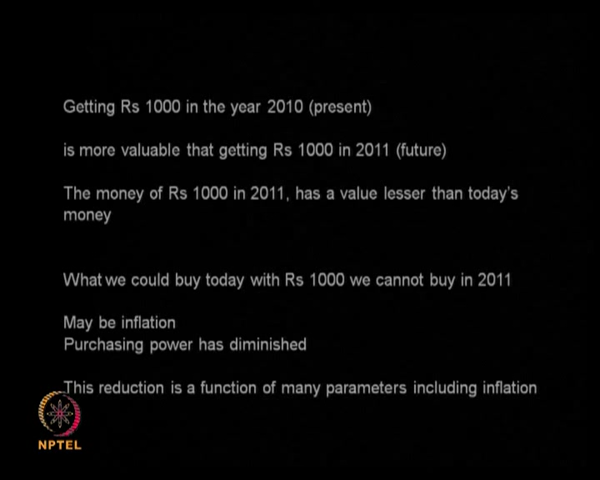 Getting Rs 1000 in the year 2010 (present)
is more valuable that getting Rs 1000 in 2011 (future)
The money of Rs 1000 in 2011, has a value lesser than today's
money
What we could buy today with Rs 1000 we cannot buy in 2011
May be inflation
Purchasing power has diminished
This reduction is a function of many parameters including inflation
NPTEL